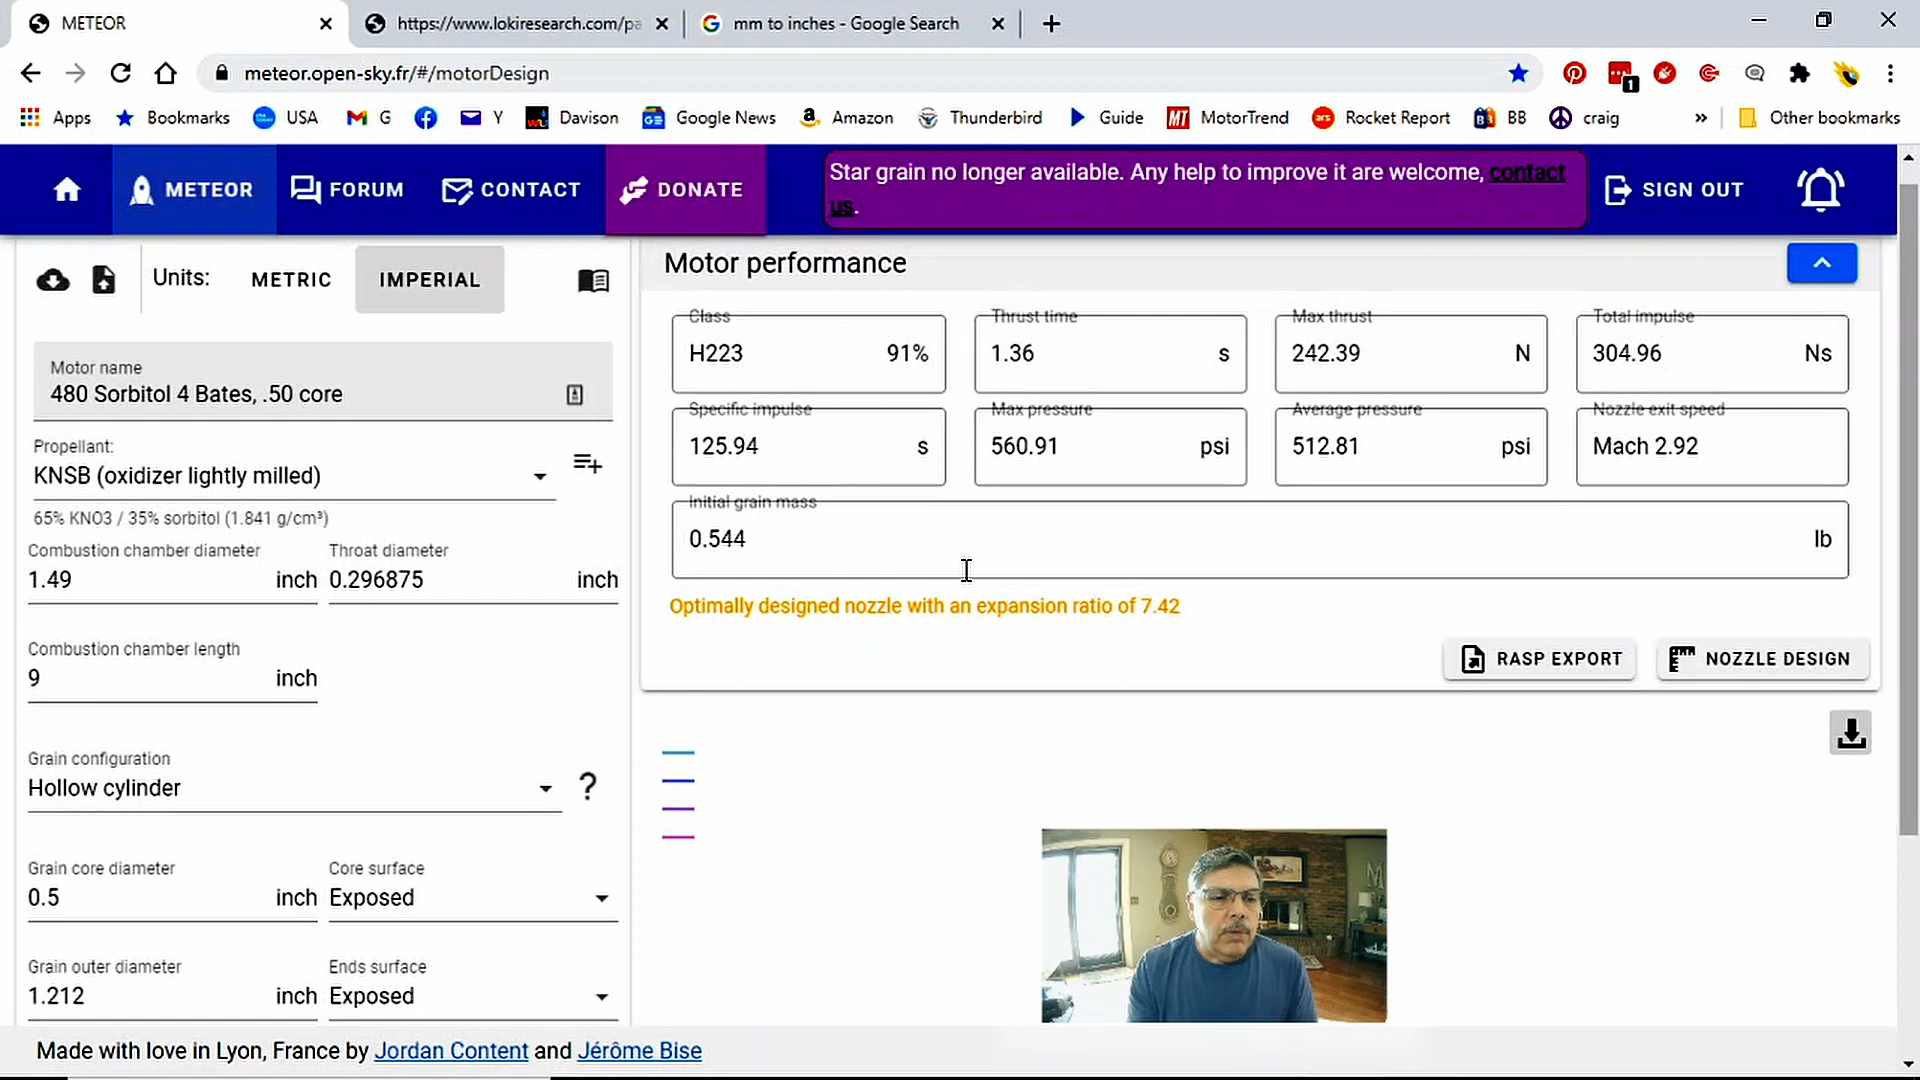 METEOR
https://www.lokiresearch.com/pa
mm to inches - Google Search
meteor.open-sky.fr/#/motorDesign
1
Apps
Bookmarks
USA
G
Y
Davison
Google News
Amazon
Thunderbird
Guide
MotorTrend
Rocket Report
BB
craig
Other bookmarks
METEOR
FORUM
CONTACT
DONATE
Star grain no longer available. Any help to improve it are welcome, contact
us.
SIGN OUT
Units:
METRIC
IMPERIAL
Motor name
480 Sorbitol 4 Bates, .50 core
Propellant:
KNSB (oxidizer lightly milled)
65% KNO3 / 35% sorbitol (1.841 g/cm³)
Combustion chamber diameter
1.49 inch
Throat diameter
0.296875 inch
Combustion chamber length
9 inch
Grain configuration
Hollow cylinder
?
Grain core diameter
0.5 inch
Core surface
Exposed
Grain outer diameter
1.212 inch
Ends surface
Exposed
Motor performance
Class
H223 91%
Thrust time
1.36 s
Max thrust
242.39 N
Total impulse
304.96 Ns
Specific impulse
125.94 s
Max pressure
560.91 psi
Average pressure
512.81 psi
Nozzle exit speed
Mach 2.92
Initial grain mass
0.544 lb
Optimally designed nozzle with an expansion ratio of 7.42
RASP EXPORT
NOZZLE DESIGN
M
Made with love in Lyon, France by Jordan Content and Jérôme Bise